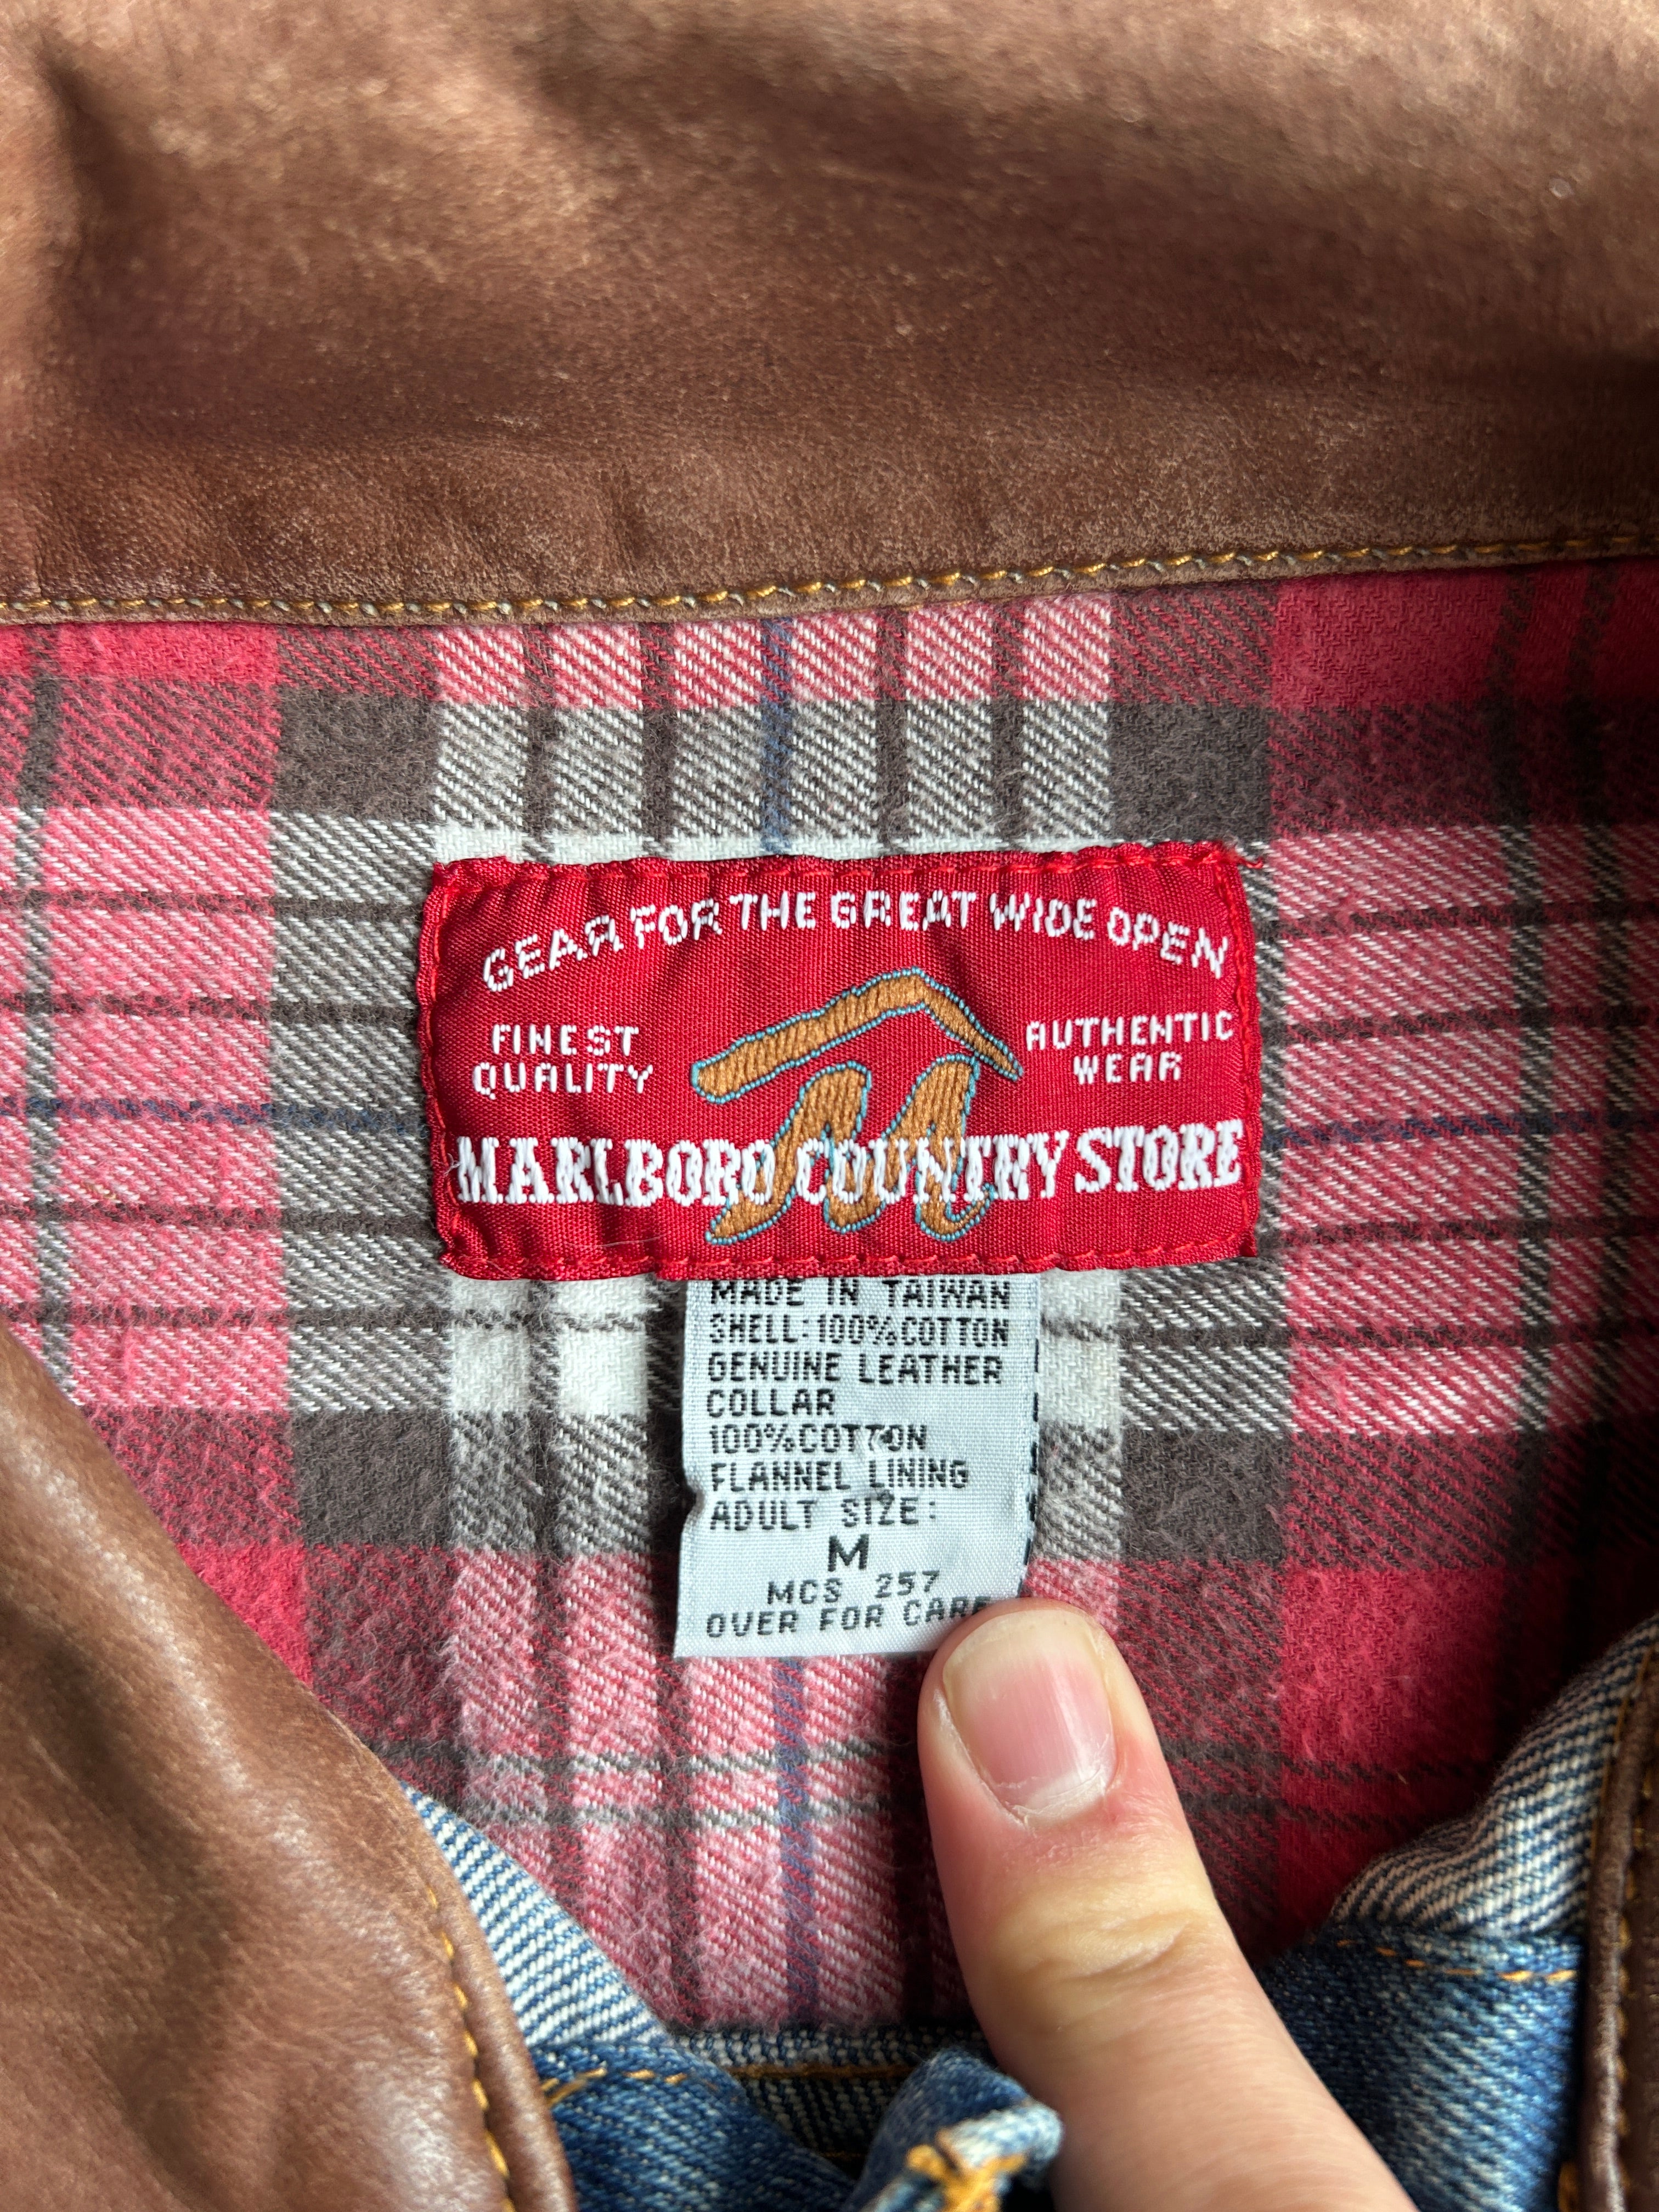 GEAR FOR THE GREAT WIDE OPEN
FINEST
QUALITY
AUTHENTIC
WEAR
MARLBORO COUNTRY STORE
MADE IN TAIWAN
SHELL: 100% COTTON
GENUINE LEATHER
COLLAR
100% COTTON
FLANNEL LINING
ADULT SIZE:
M
MCS 257
OVER FOR CARE